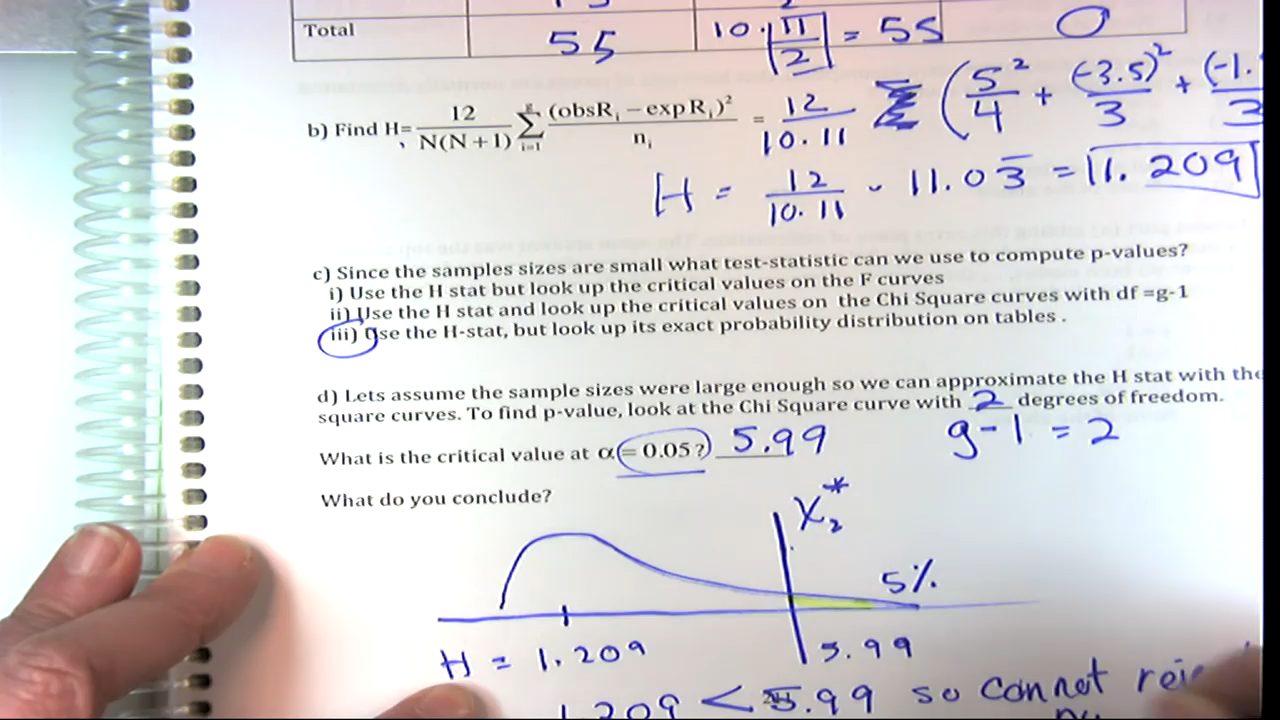 Total 55 10 · 11/2 = 55 0
b) Find H= 12/N(N+1) Σ i=1 g (obsRi − exp Ri)²/ni = 12/10.11 Σ (5²/4 + (-3.5)²/3 + (-1.
H = 12/10.11 · 11.03̅ = 1.209
c) Since the samples sizes are small what test-statistic can we use to compute p-values?
i) Use the H stat but look up the critical values on the F curves
ii) Use the H stat and look up the critical values on the Chi Square curves with df =g-1
iii) Use the H-stat, but look up its exact probability distribution on tables .
d) Lets assume the sample sizes were large enough so we can approximate the H stat with the
square curves. To find p-value, look at the Chi Square curve with 2 degrees of freedom.
g-1 = 2
What is the critical value at α = 0.05? 5.99
What do you conclude?
X₂*
5%
H = 1.209 5.99
1.209 < 5.99 so cannot